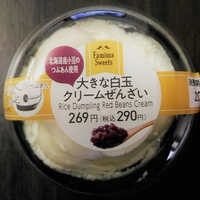 Famima
Sweets
北海道産小豆の
つぶあん使用
大きな白玉
クリームぜんざい
Rice Dumpling Red Beans Cream
269円(税込290円)